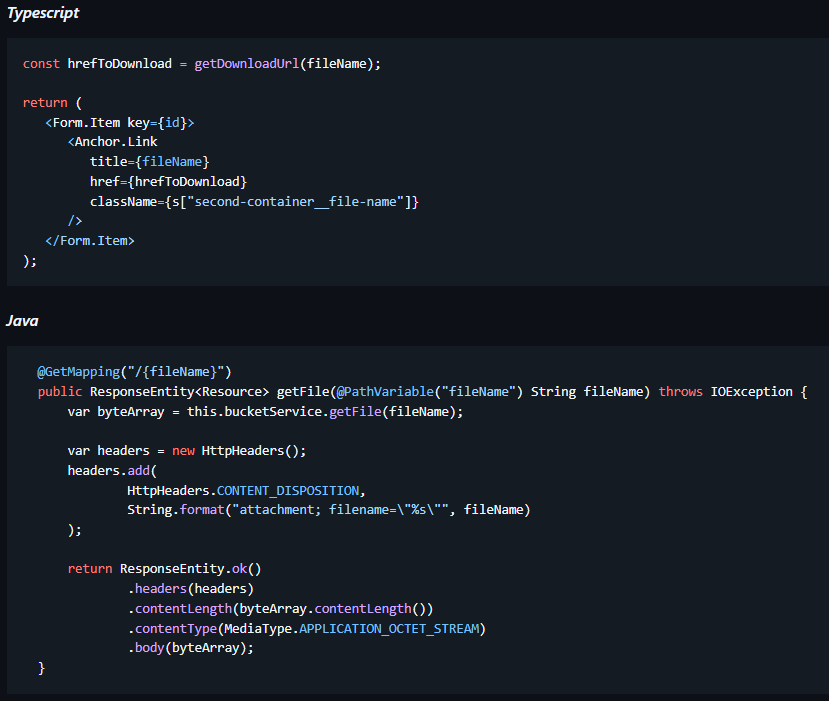 Typescript
const hrefToDownload = getDownloadUrl(fileName);
return (
<Form.Item key={id}>
<Anchor.Link
title={fileName}
href={hrefToDownload}
className={s["second-container__file-name"]}
/>
</Form.Item>
);
Java
@GetMapping("/{fileName}")
public ResponseEntity<Resource> getFile(@PathVariable("fileName") String fileName) throws IOException {
var byteArray = this.bucketService.getFile(fileName);
var headers = new HttpHeaders();
headers.add(
HttpHeaders.CONTENT_DISPOSITION,
String.format("attachment; filename=\"%s\"", fileName)
);
return ResponseEntity.ok()
.headers(headers)
.contentLength(byteArray.contentLength())
.contentType(MediaType.APPLICATION_OCTET_STREAM)
.body(byteArray);
}